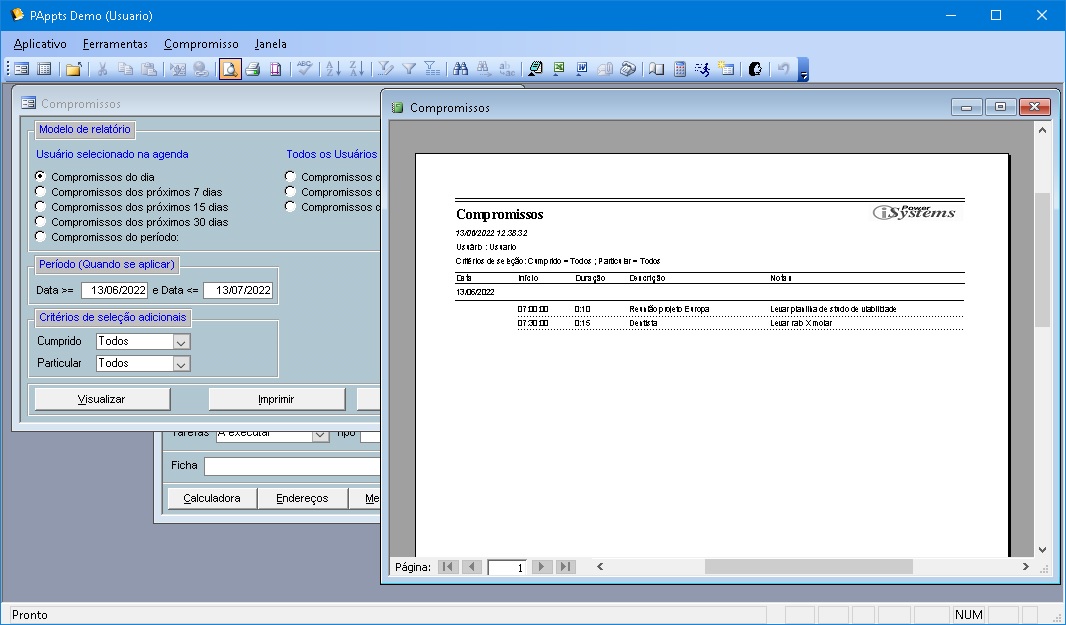 PAppts Demo (Usuario)
Aplicativo Ferramentas Compromisso Janela
Compromissos
Modelo de relatório
Usuário selecionado na agenda
Todos os Usuários
Compromissos do dia
Compromissos dos próximos 7 dias
Compromissos dos próximos 15 dias
Compromissos dos próximos 30 dias
Compromissos do período:
Compromissos c
Compromissos c
Compromissos c
Período (Quando se aplicar)
Data >= 13/06/2022 e Data <= 13/07/2022
Critérios de seleção adicionais
Cumprido Todos
Particular Todos
Visualizar Imprimir
Tarefas A executar Tipo
Ficha
Calculadora Endereços Me
Compromissos
Compromissos
Power iSystems
13/06/2022 12:38:32
Usuário : Usuario
Critérios de seleção: Cumprido = Todos ; Particular = Todos
Data Início Duração Descrição Notas
13/06/2022
07:00:00 0:10 Reunião projeto Europa Levar planilha de estudo de viabilidade
07:30:00 0:15 Dentista Levar rab X molar
Página: 1
Pronto NUM